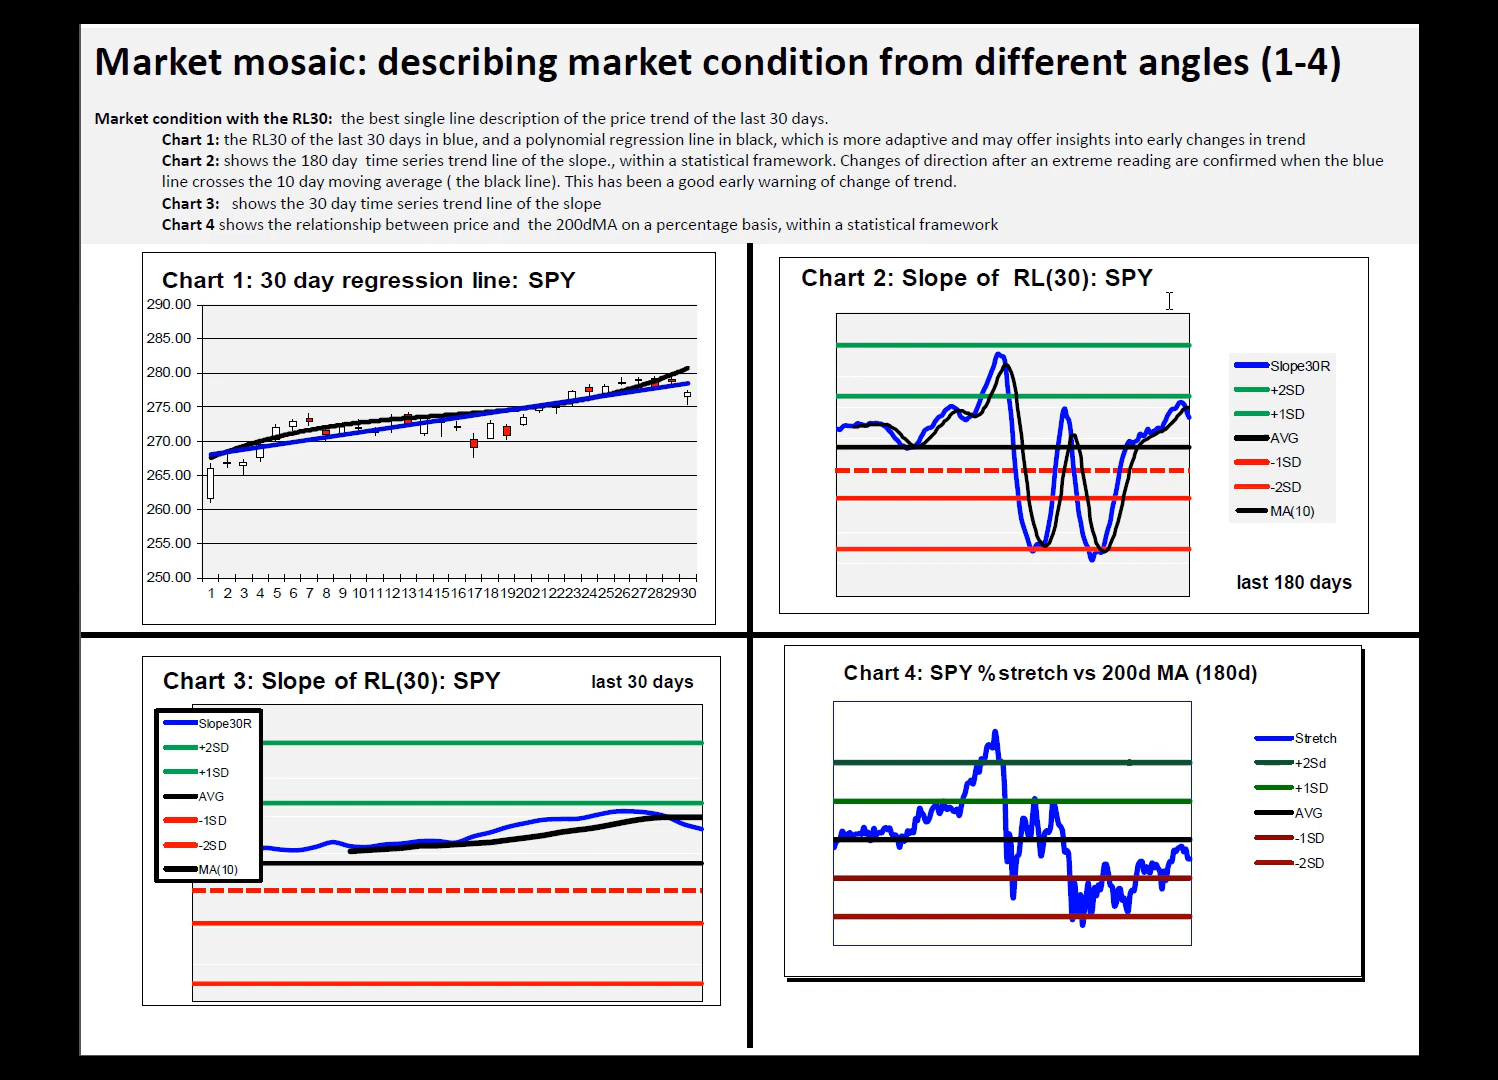 Market mosaic: describing market condition from different angles (1-4)
Market condition with the RL30:  the best single line description of the price trend of the last 30 days.
Chart 1: the RL30 of the last 30 days in blue, and a polynomial regression line in black, which is more adaptive and may offer insights into early changes in trend
Chart 2: shows the 180 day  time series trend line of the slope., within a statistical framework. Changes of direction after an extreme reading are confirmed when the blue
line crosses the 10 day moving average ( the black line). This has been a good early warning of change of trend.
Chart 3:   shows the 30 day time series trend line of the slope
Chart 4 shows the relationship between price and  the 200dMA on a percentage basis, within a statistical framework
Chart 1: 30 day regression line: SPY
290.00
285.00
280.00
275.00
270.00
265.00
260.00
255.00
250.00
1 2 3 4 5 6 7 8 9 10 11 12 13 14 15 16 17 18 19 20 21 22 23 24 25 26 27 28 29 30
Chart 2: Slope of  RL(30): SPY
Slope30R
+2SD
+1SD
AVG
-1SD
-2SD
MA(10)
last 180 days
Chart 3: Slope of RL(30): SPY
last 30 days
Slope30R
+2SD
+1SD
AVG
-1SD
-2SD
MA(10)
Chart 4: SPY % stretch vs 200d MA (180d)
Stretch
+2Sd
+1SD
AVG
-1SD
-2SD